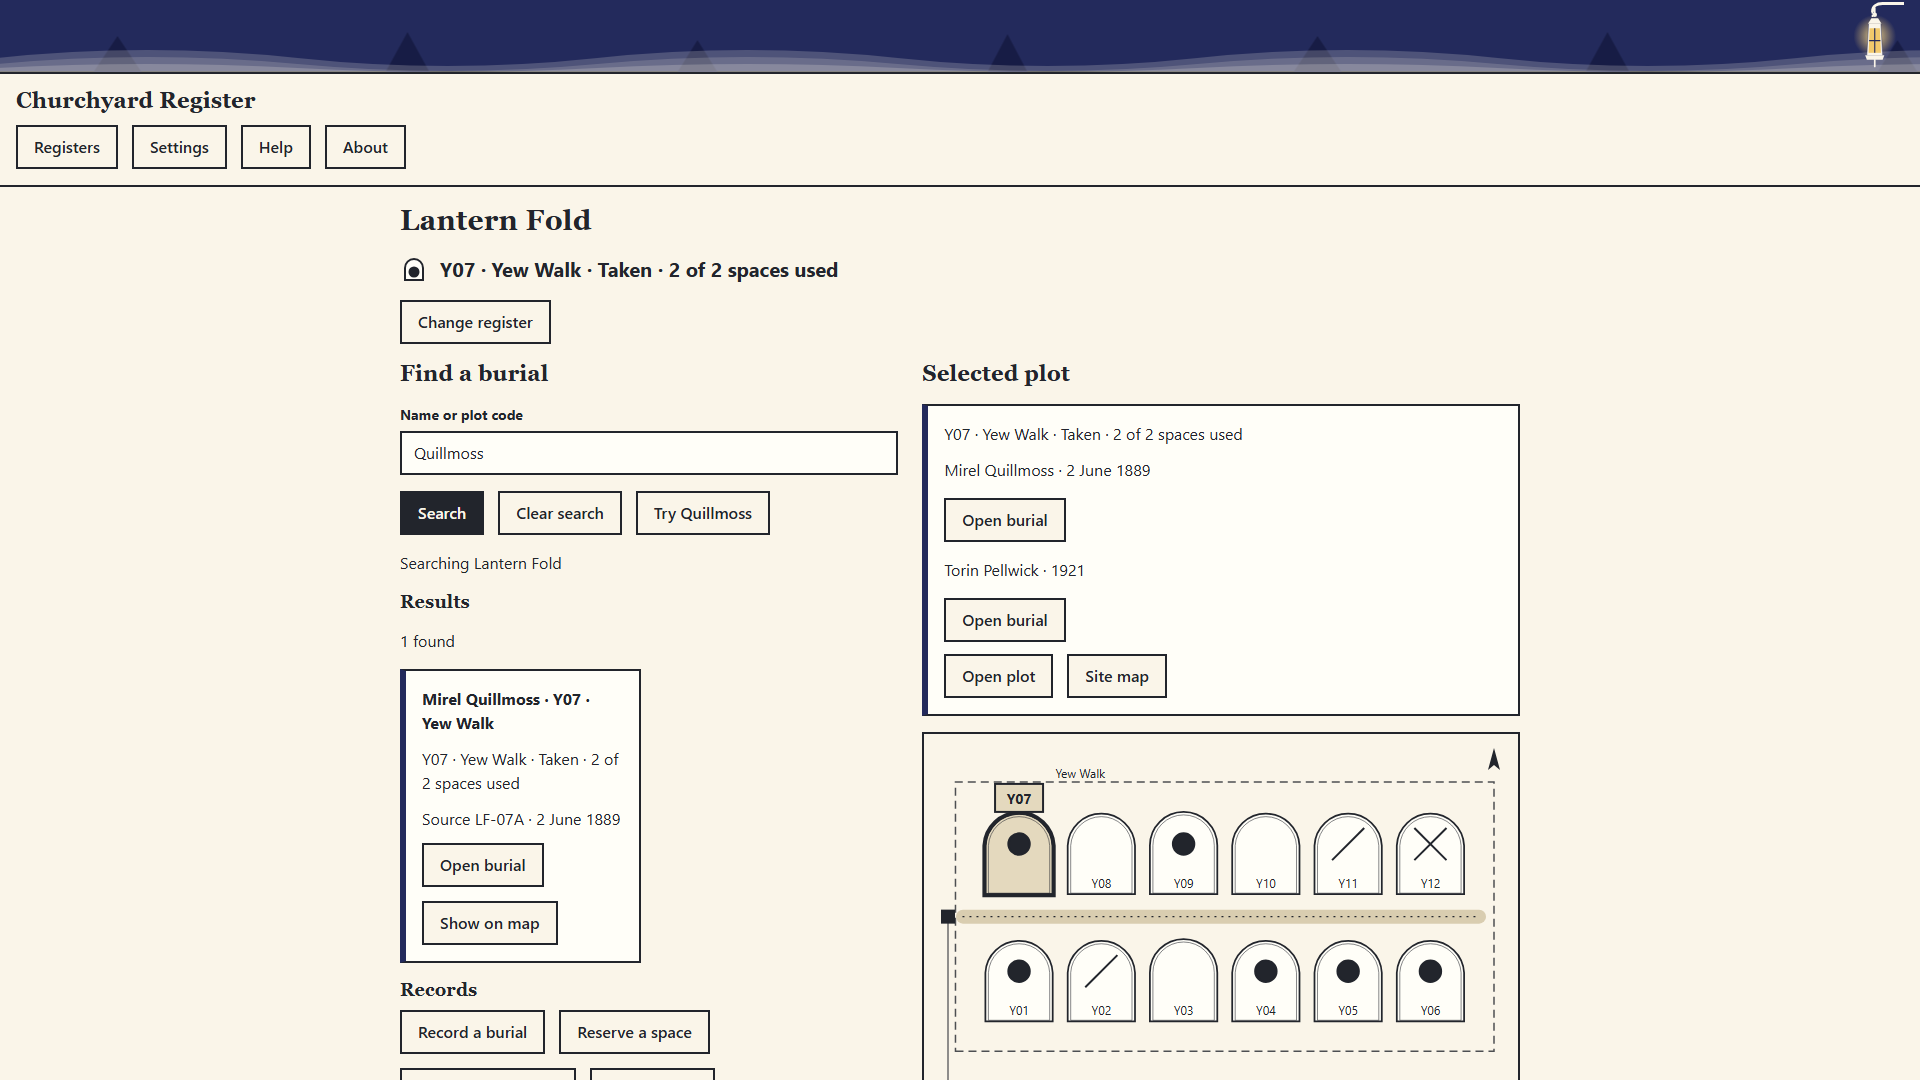 Churchyard Register
Registers
Settings
Help
About
Lantern Fold
Y07 · Yew Walk · Taken · 2 of 2 spaces used
Change register
Find a burial
Name or plot code
Quillmoss
Search
Clear search
Try Quillmoss
Searching Lantern Fold
Results
1 found
Mirel Quillmoss · Y07 ·
Yew Walk
Y07 · Yew Walk · Taken · 2 of
2 spaces used
Source LF-07A · 2 June 1889
Open burial
Show on map
Records
Record a burial
Reserve a space
Selected plot
Y07 · Yew Walk · Taken · 2 of 2 spaces used
Mirel Quillmoss · 2 June 1889
Open burial
Torin Pellwick · 1921
Open burial
Open plot
Site map
Yew Walk
Y07
Y08
Y09
Y10
Y11
Y12
Y01
Y02
Y03
Y04
Y05
Y06